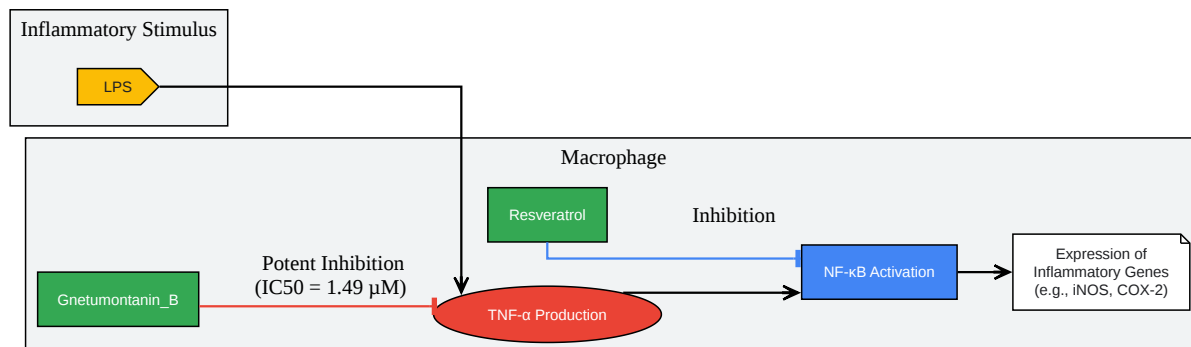 Inflammatory Stimulus
LPS
Macrophage
Resveratrol
Inhibition
Potent Inhibition
(IC50 = 1.49 µM)
Gnetumontanin_B
TNF-α Production
NF-κB Activation
Expression of
Inflammatory Genes
(e.g., iNOS, COX-2)